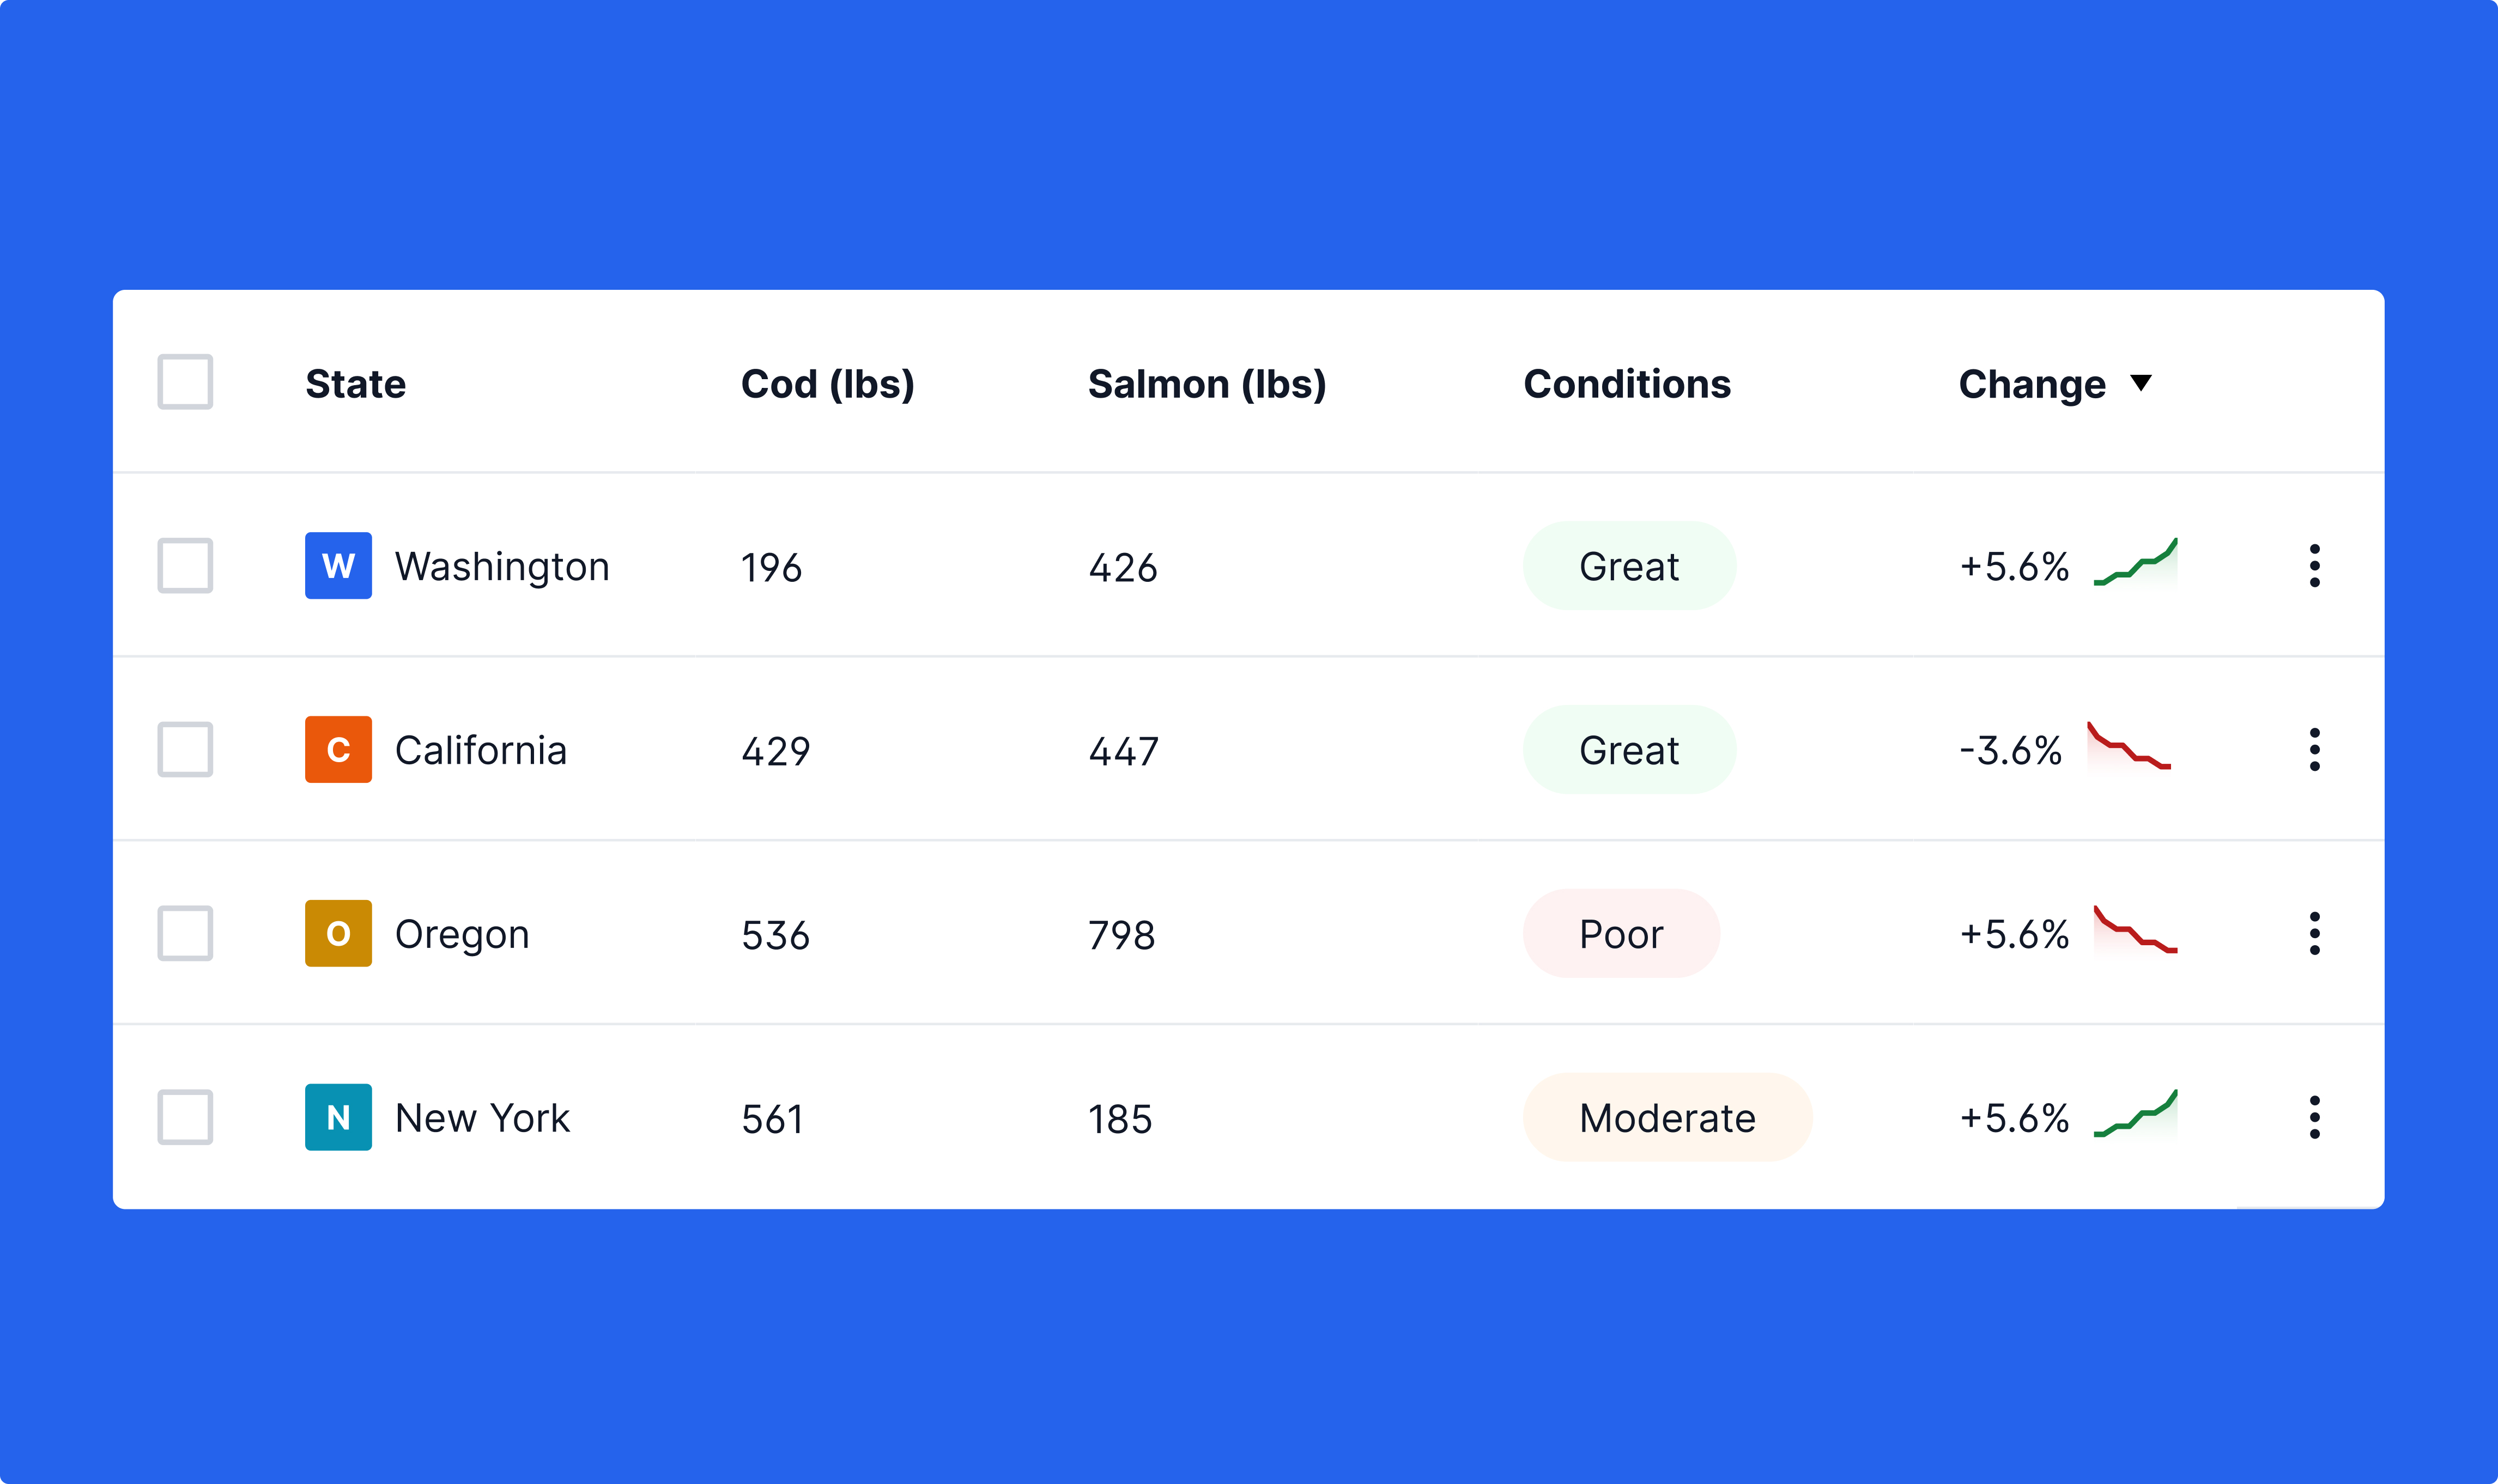 State Cod (lbs) Salmon (lbs) Conditions Change
W Washington 196 426 Great +5.6%
C California 429 447 Great -3.6%
O Oregon 536 798 Poor +5.6%
N New York 561 185 Moderate +5.6%